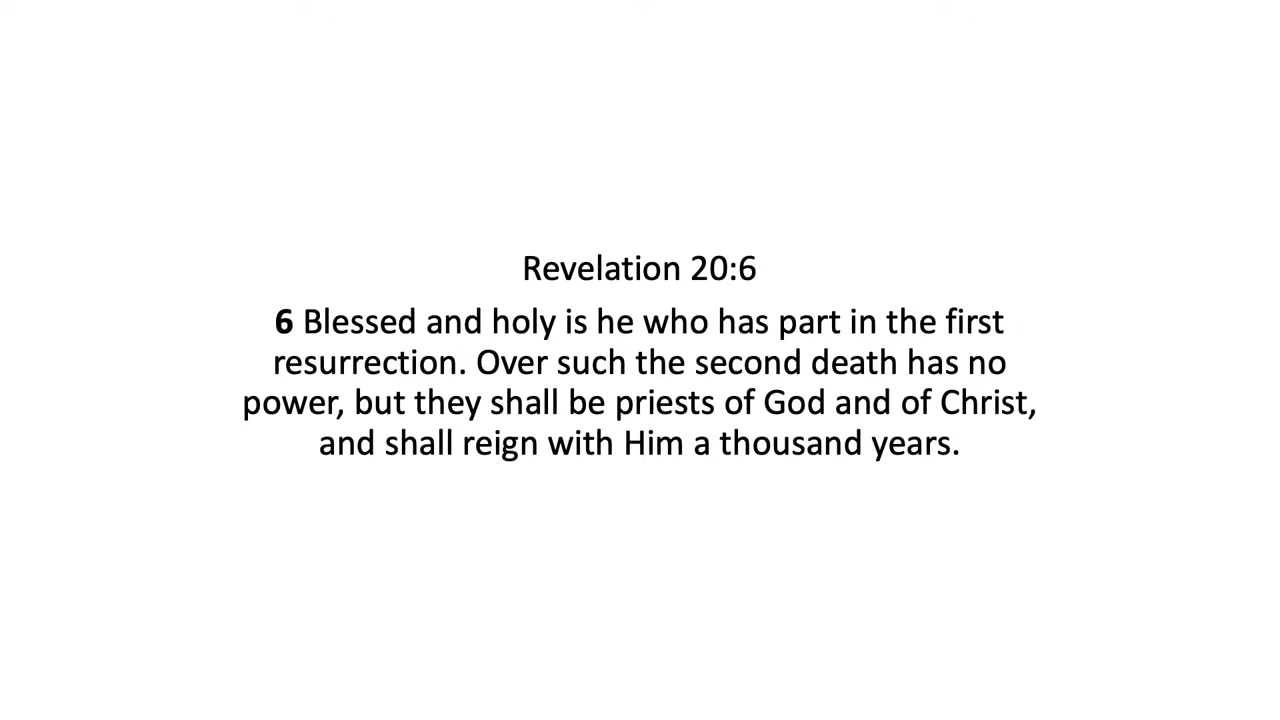 Revelation 20:6
6 Blessed and holy is he who has part in the first
resurrection. Over such the second death has no
power, but they shall be priests of God and of Christ,
and shall reign with Him a thousand years.